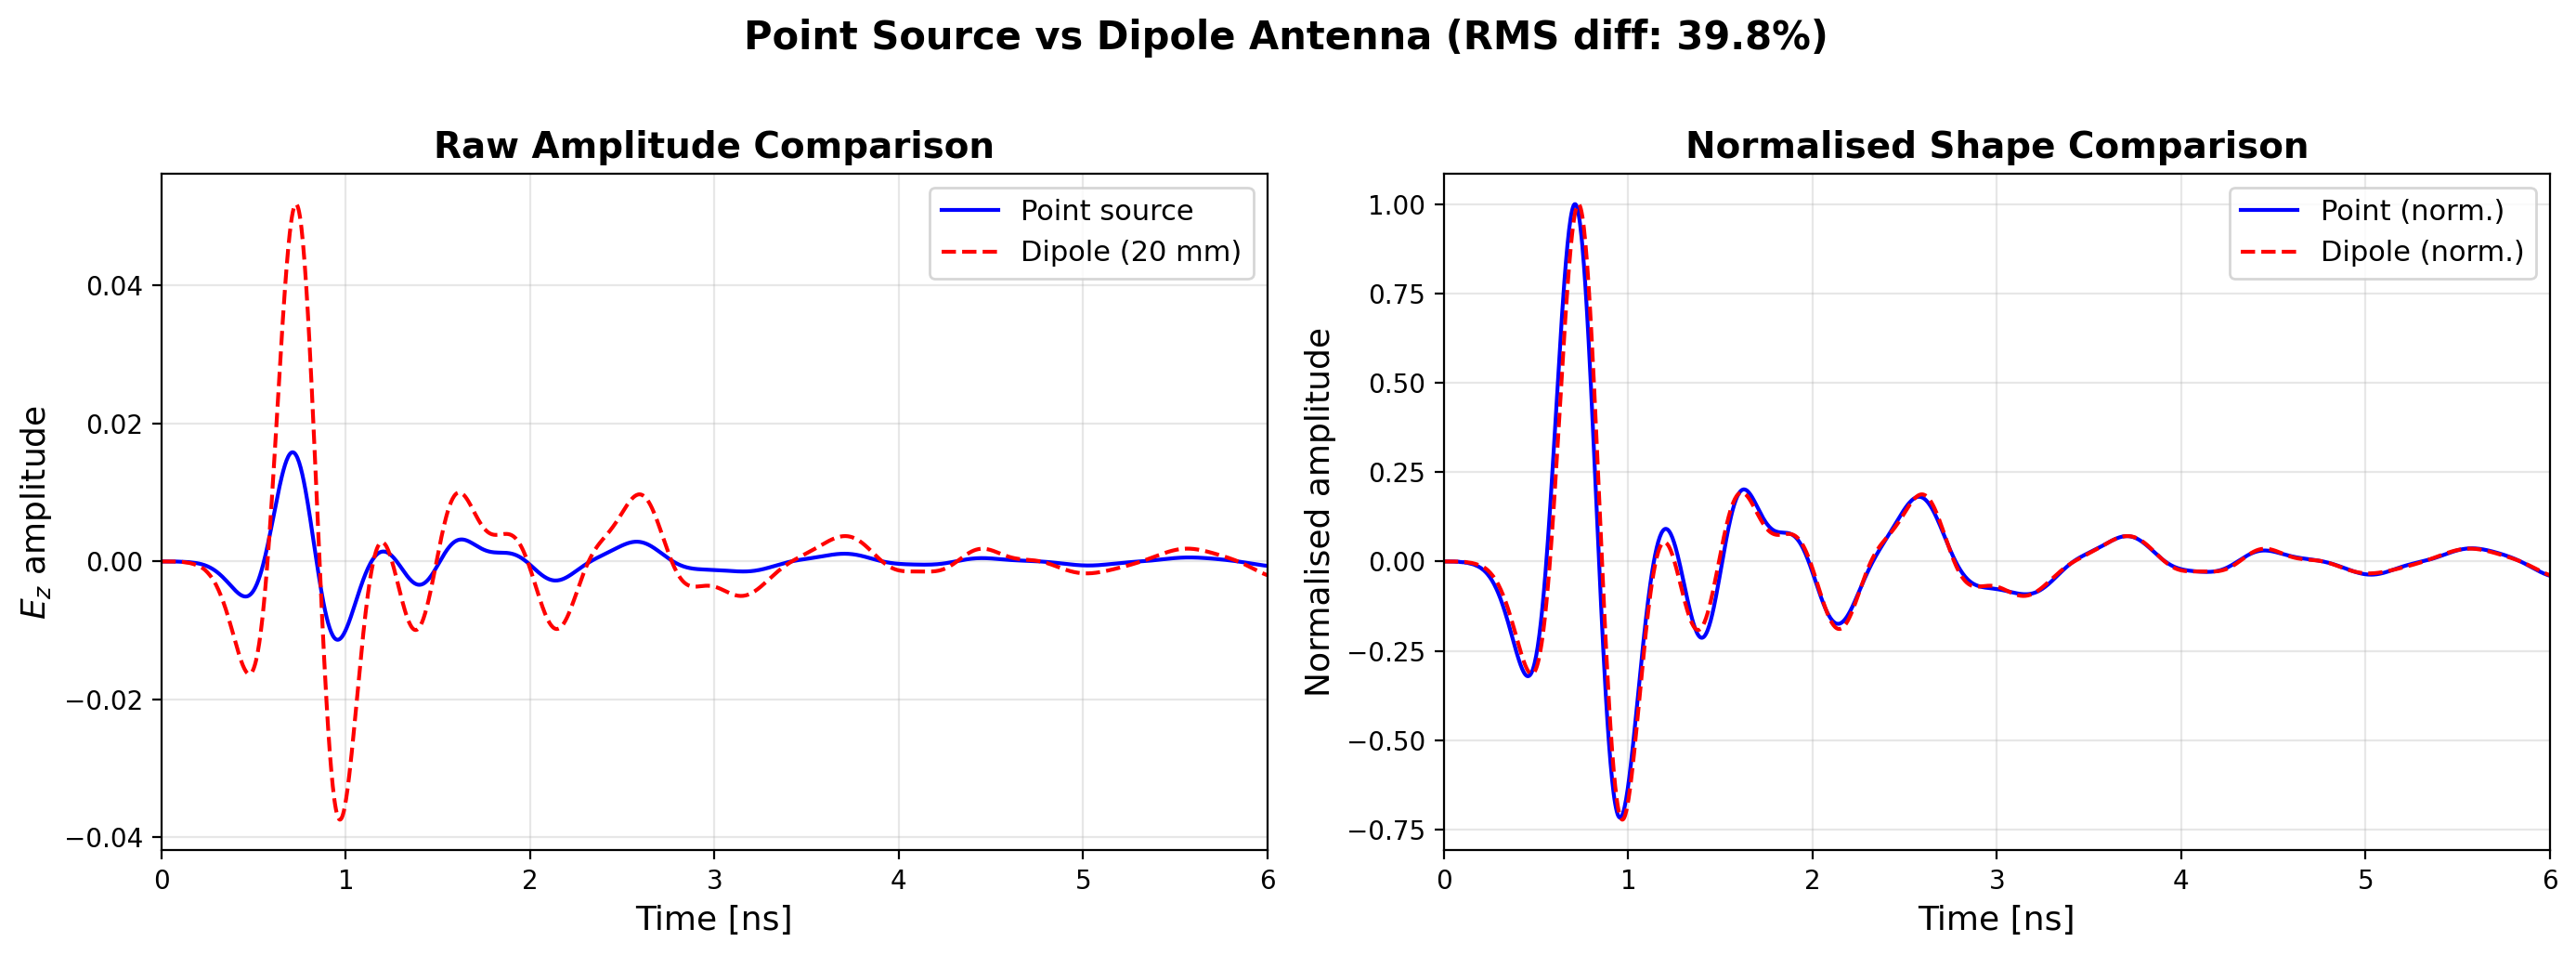 Point Source vs Dipole Antenna (RMS diff: 39.8%)
Raw Amplitude Comparison
Point source
Dipole (20 mm)
0.04
0.02
0.00
−0.02
−0.04
E_z amplitude
0
1
2
3
4
5
6
Time [ns]
Normalised Shape Comparison
Point (norm.)
Dipole (norm.)
1.00
0.75
0.50
0.25
0.00
−0.25
−0.50
−0.75
Normalised amplitude
0
1
2
3
4
5
6
Time [ns]